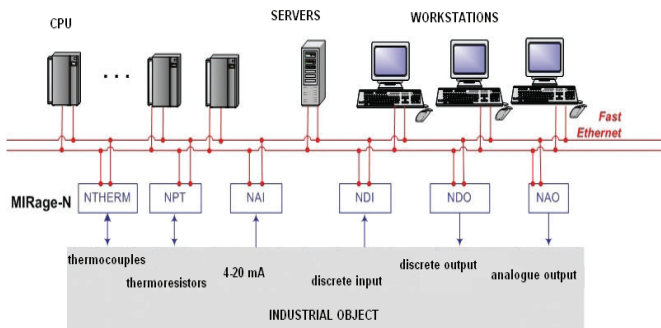 CPU
SERVERS
WORKSTATIONS
...
Fast
Ethernet
MIRage-N
NTHERM
NPT
NAI
NDI
NDO
NAO
thermocouples
thermoresistors
4-20 mA
discrete input
discrete output
analogue output
INDUSTRIAL OBJECT